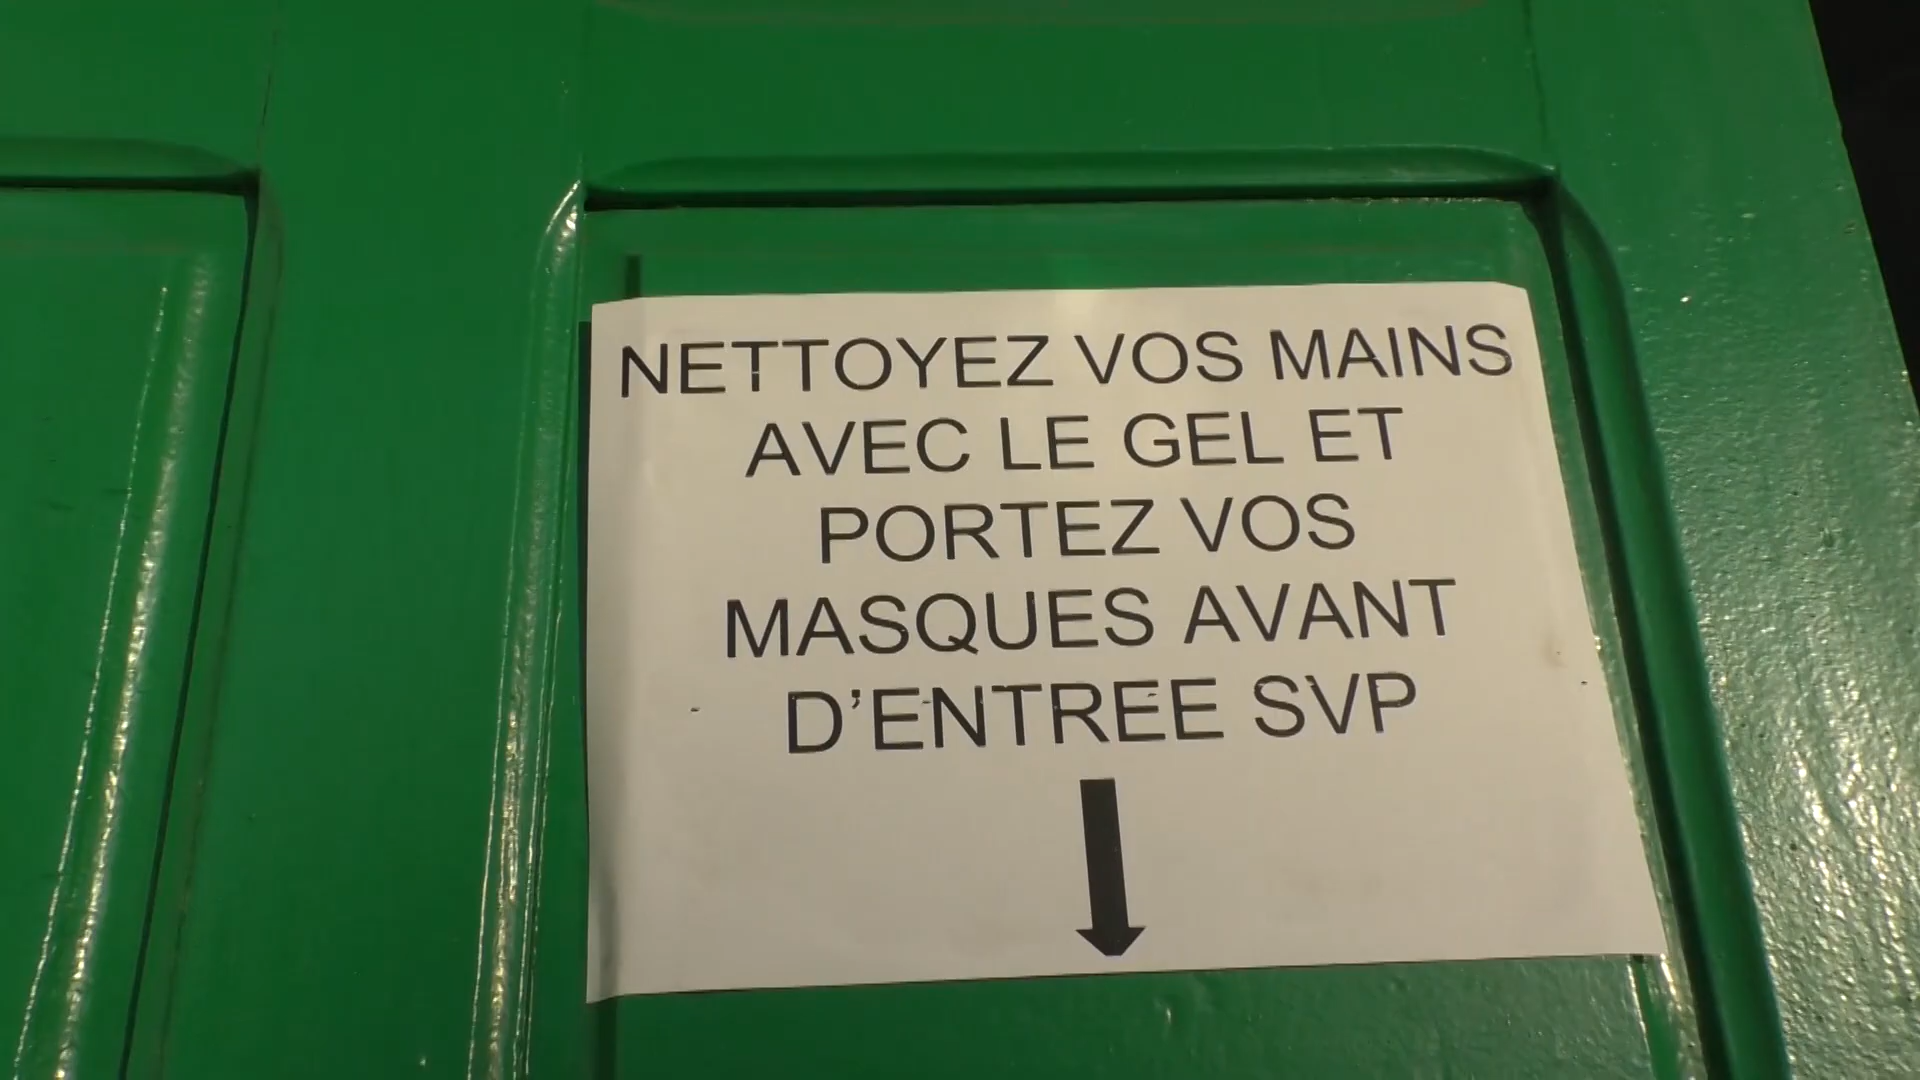 NETTOYEZ VOS MAINS
AVEC LE GEL ET
PORTEZ VOS
MASQUES AVANT
D'ENTREE SVP